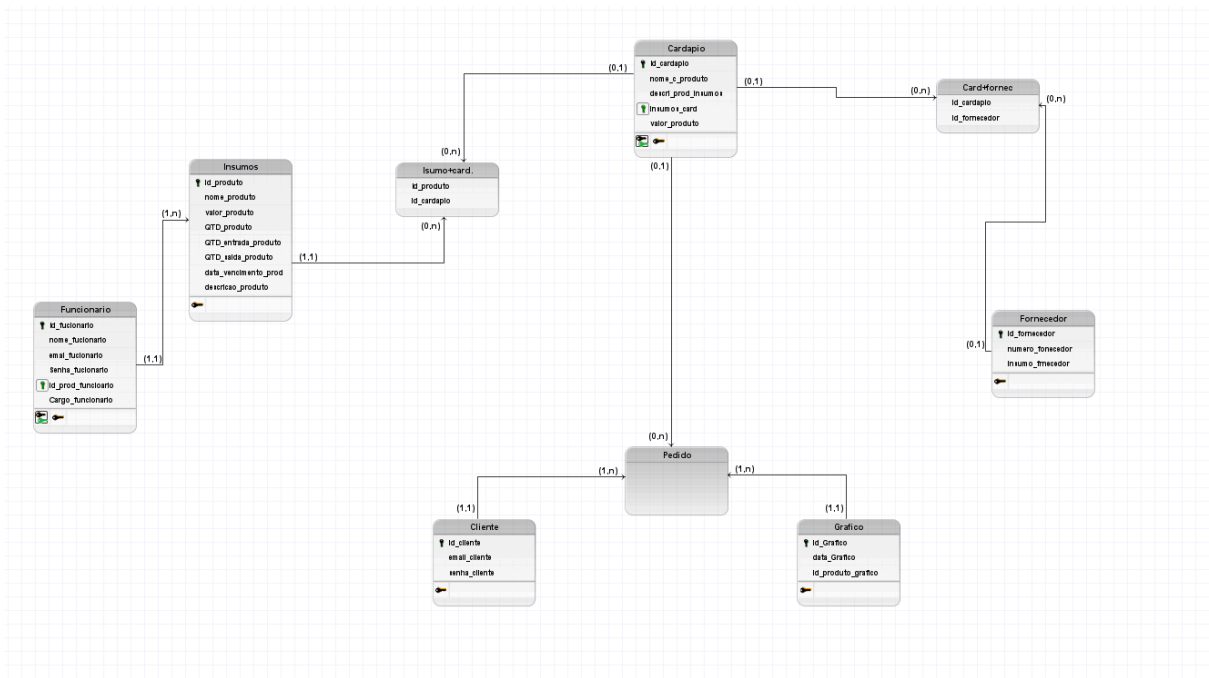 Cardapio
Id_cardapio
nome_c_produto
descri_prod_insumos
insumos_card
valor_produto
(0,1)
(0,1)
(0,1)
(0,n)
Card+fornec
Id_cardapio
Id_fornecedor
(0,n)
(0,n)
Isumo+card.
Id_produto
Id_cardapio
(0,n)
Insumos
Id_produto
nome_produto
valor_produto
QTD_produto
QTD_entrada_produto
QTD_saida_produto
data_vencimento_prod
descricao_produto
(1,n)
(1,1)
Funcionario
Id_fucionario
nome_fucionario
emal_fucionario
Senha_fucionario
Id_prod_funcioario
Cargo_funcionario
(1,1)
Fornecedor
Id_fornecedor
numero_fonecedor
Insumo_frnecedor
(0,1)
(0,n)
Pedido
(1,n)
(1,n)
(1,1)
(1,1)
Cliente
Id_cliente
email_cliente
senha_cliente
Grafico
Id_Grafico
data_Grafico
Id_produto_grafico